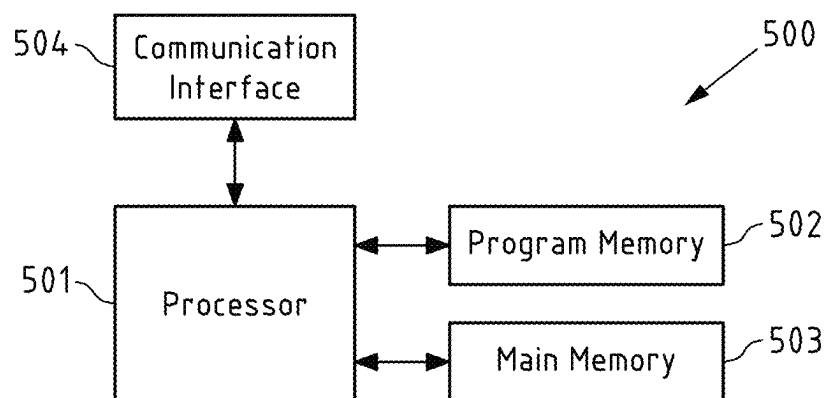 504
Communication
Interface
500
501
Processor
Program Memory
502
Main Memory
503